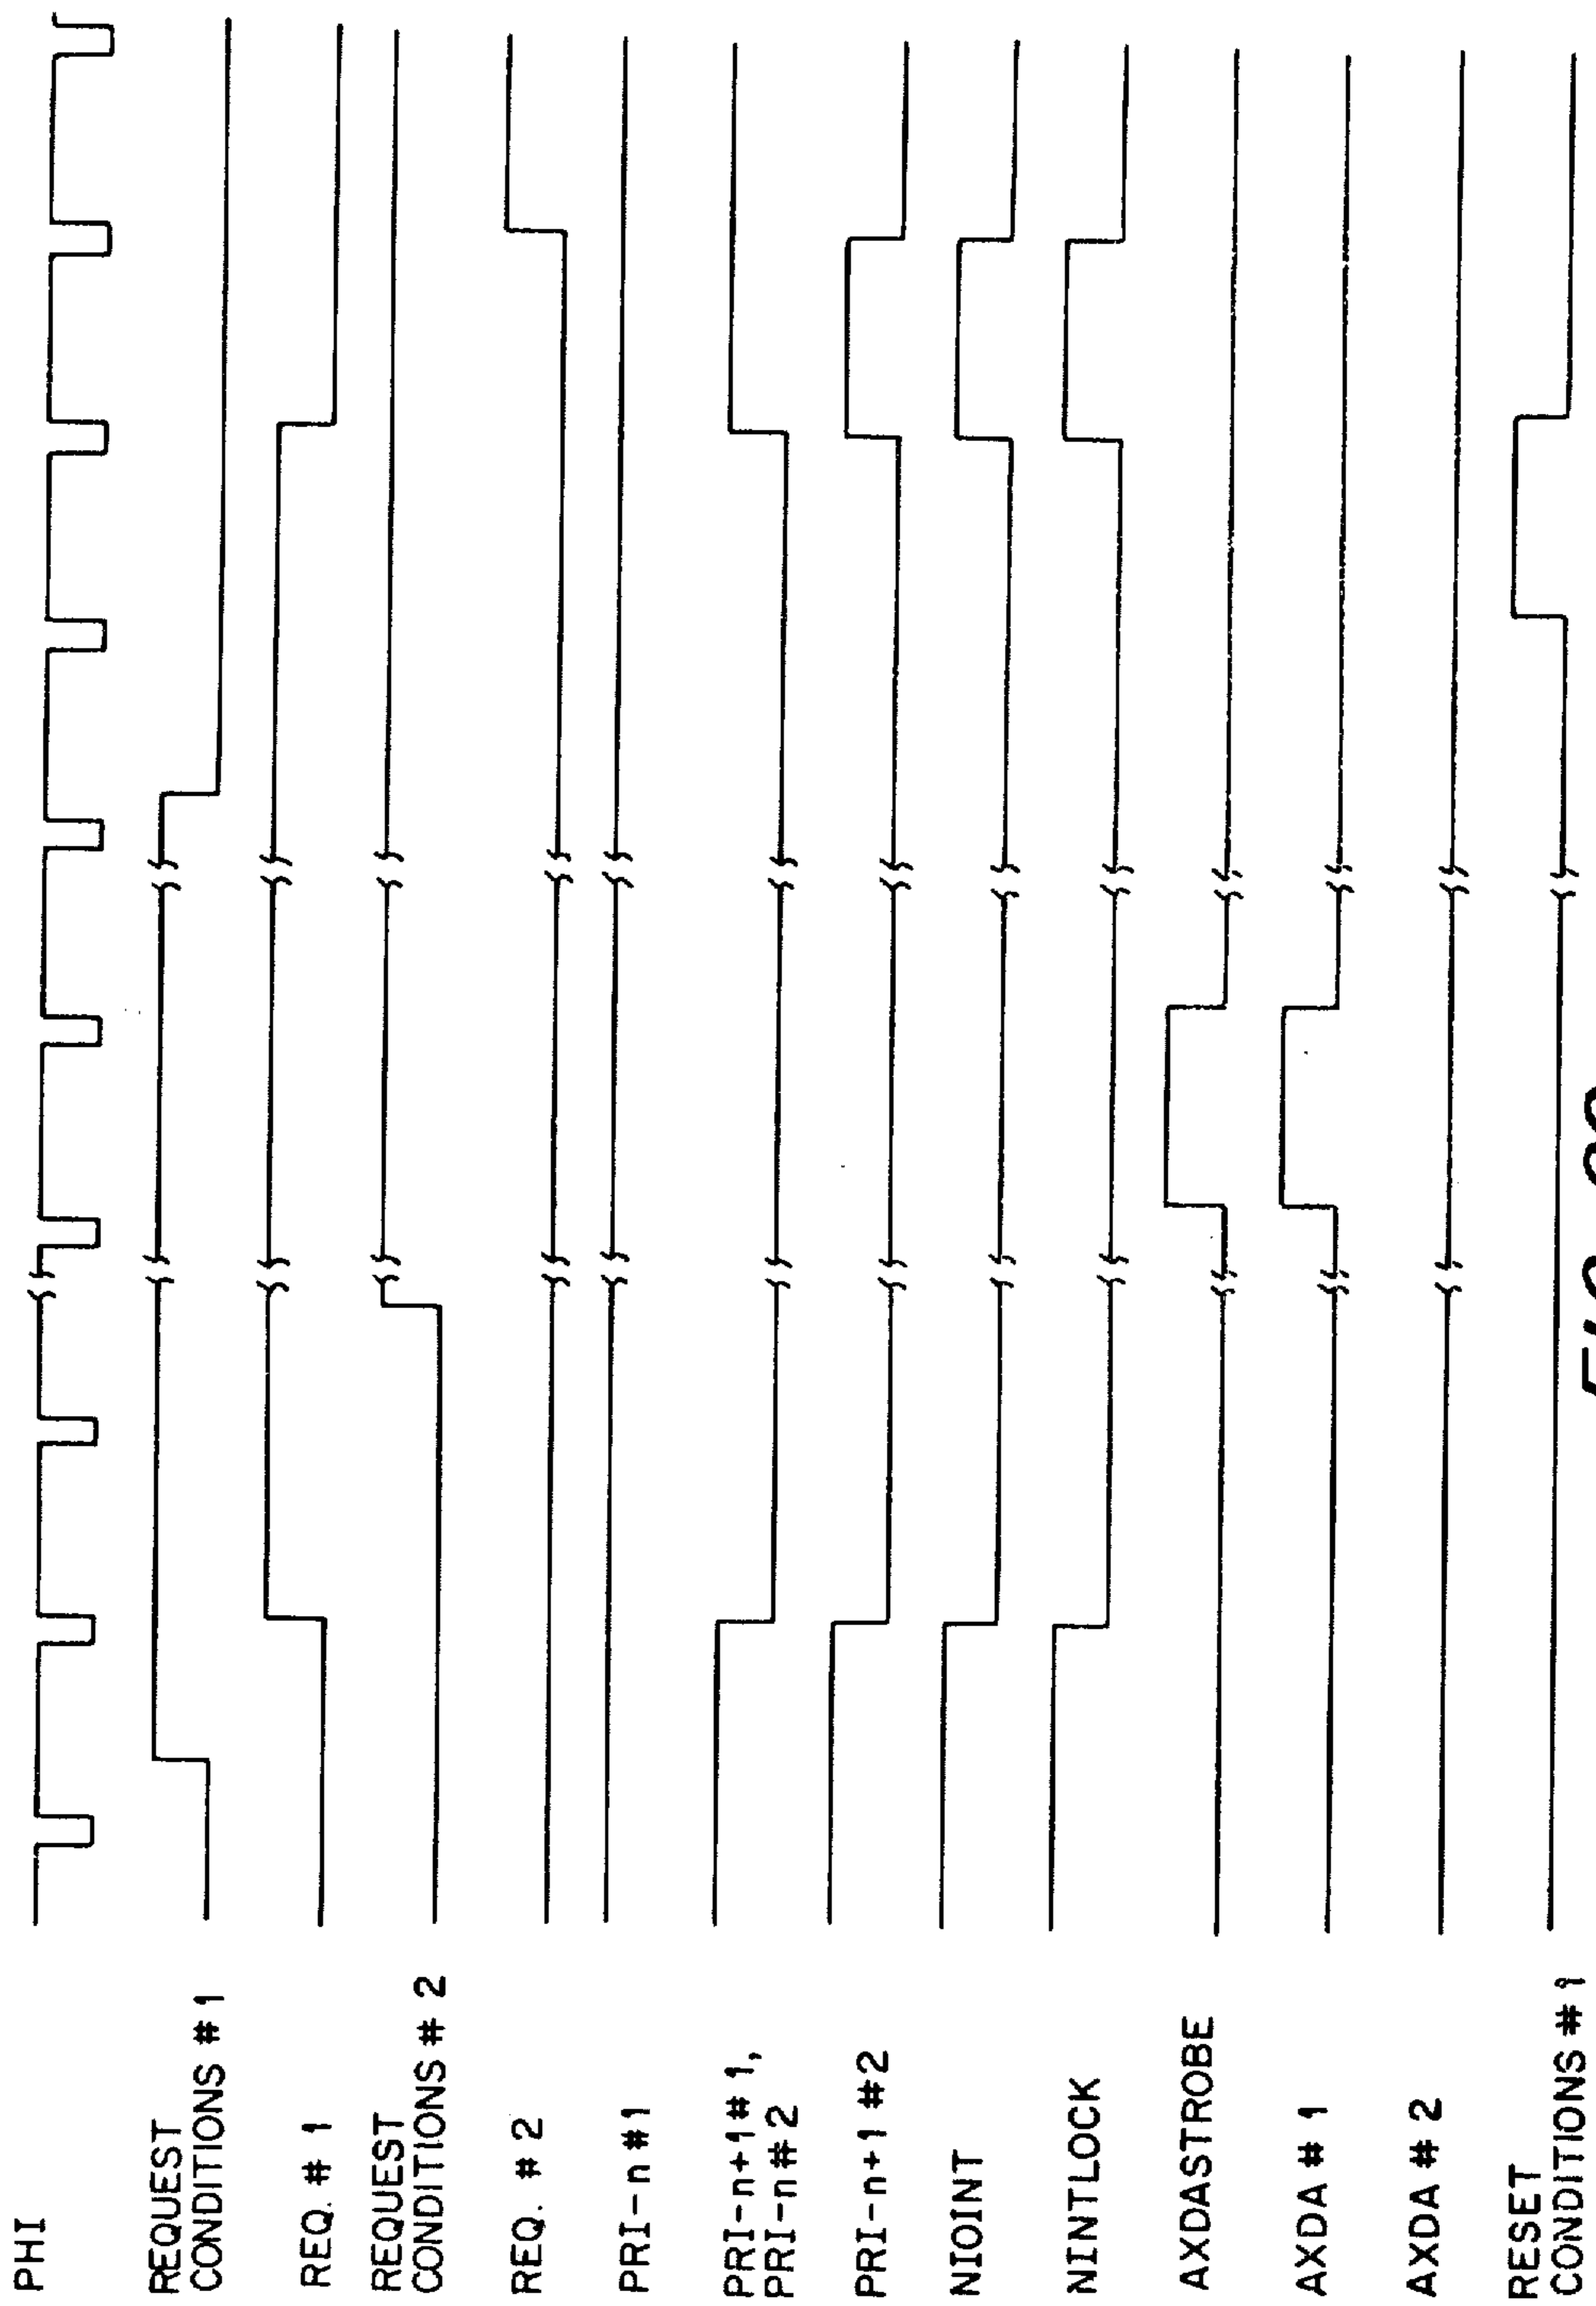 PHI
REQUEST
CONDITIONS #1
REQ. # 1
REQUEST
CONDITIONS # 2
REQ. # 2
PRI-n #1
PRI-n+1# 1,
PRI-n# 2
PRI-n+1 #2
NIOINT
NINTLOCK
AXDASTROBE
AXDA # 1
AXDA # 2
RESET
CONDITIONS # 1